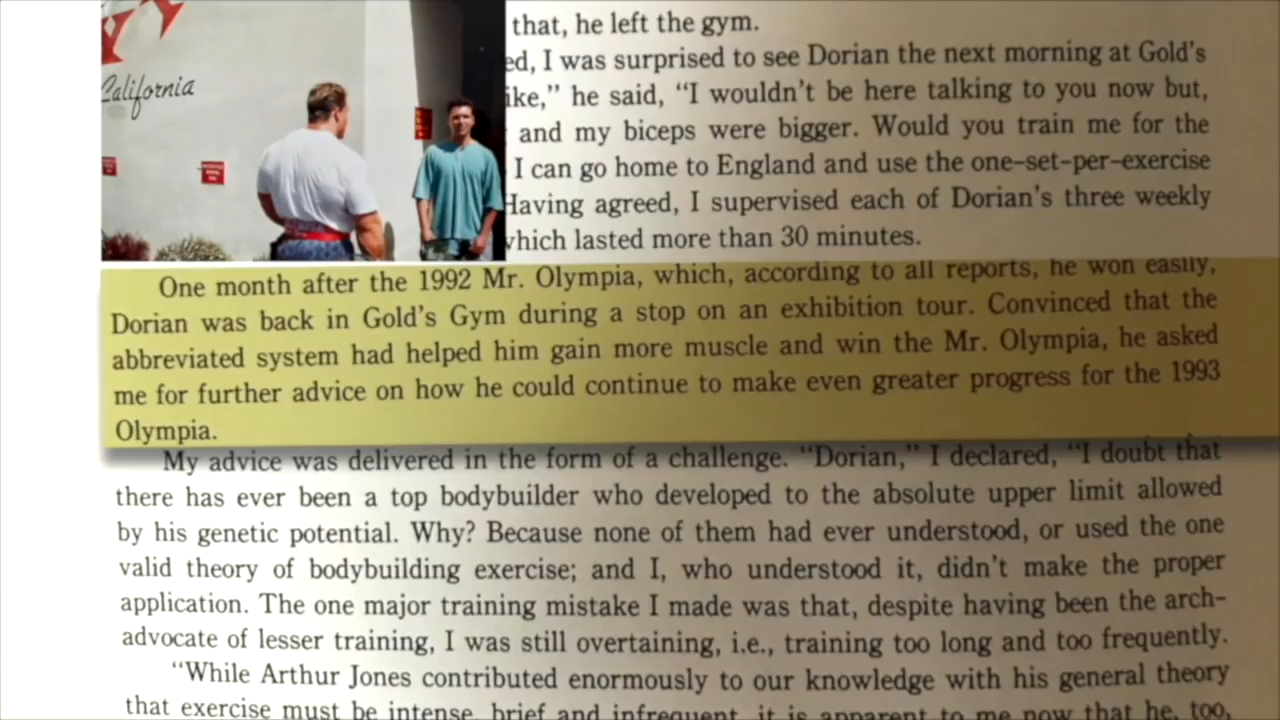 California
that, he left the gym.
ed, I was surprised to see Dorian the next morning at Gold's
ike," he said, "I wouldn't be here talking to you now but,
and my biceps were bigger. Would you train me for the
I can go home to England and use the one-set-per-exercise
Having agreed, I supervised each of Dorian's three weekly
which lasted more than 30 minutes.
One month after the 1992 Mr. Olympia, which, according to all reports, he won easily,
Dorian was back in Gold's Gym during a stop on an exhibition tour. Convinced that the
abbreviated system had helped him gain more muscle and win the Mr. Olympia, he asked
me for further advice on how he could continue to make even greater progress for the 1993
Olympia.
My advice was delivered in the form of a challenge. "Dorian," I declared, "I doubt that
there has ever been a top bodybuilder who developed to the absolute upper limit allowed
by his genetic potential. Why? Because none of them had ever understood, or used the one
valid theory of bodybuilding exercise; and I, who understood it, didn't make the proper
application. The one major training mistake I made was that, despite having been the arch-
advocate of lesser training, I was still overtaining, i.e., training too long and too frequently.
"While Arthur Jones contributed enormously to our knowledge with his general theory
that exercise must be intense, brief and infrequent, it is apparent to me now that he, too,